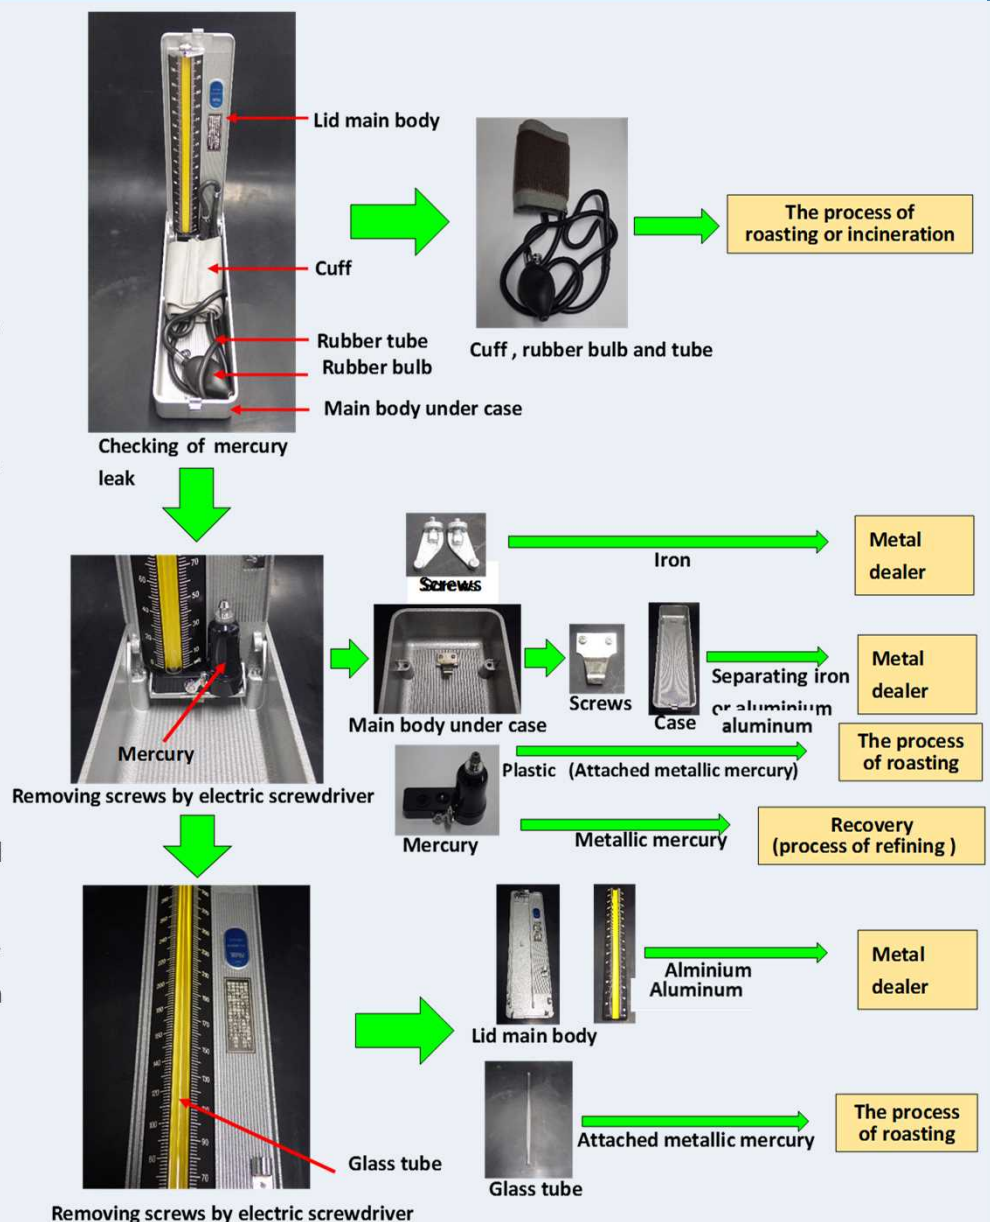 Lid main body
The process of
roasting or incineration
Cuff
Rubber tube
Rubber bulb
Cuff , rubber bulb and tube
Main body under case
Checking of mercury
leak
Screws
Iron
Metal
dealer
Mercury
Removing screws by electric screwdriver
Main body under case
Screws
Case
Separating iron
or aluminium
aluminum
Metal
dealer
Plastic (Attached metallic mercury)
The process
of roasting
Mercury
Metallic mercury
Recovery
(process of refining )
Glass tube
Removing screws by electric screwdriver
Lid main body
Alminium
Aluminum
Metal
dealer
Glass tube
Attached metallic mercury
The process
of roasting